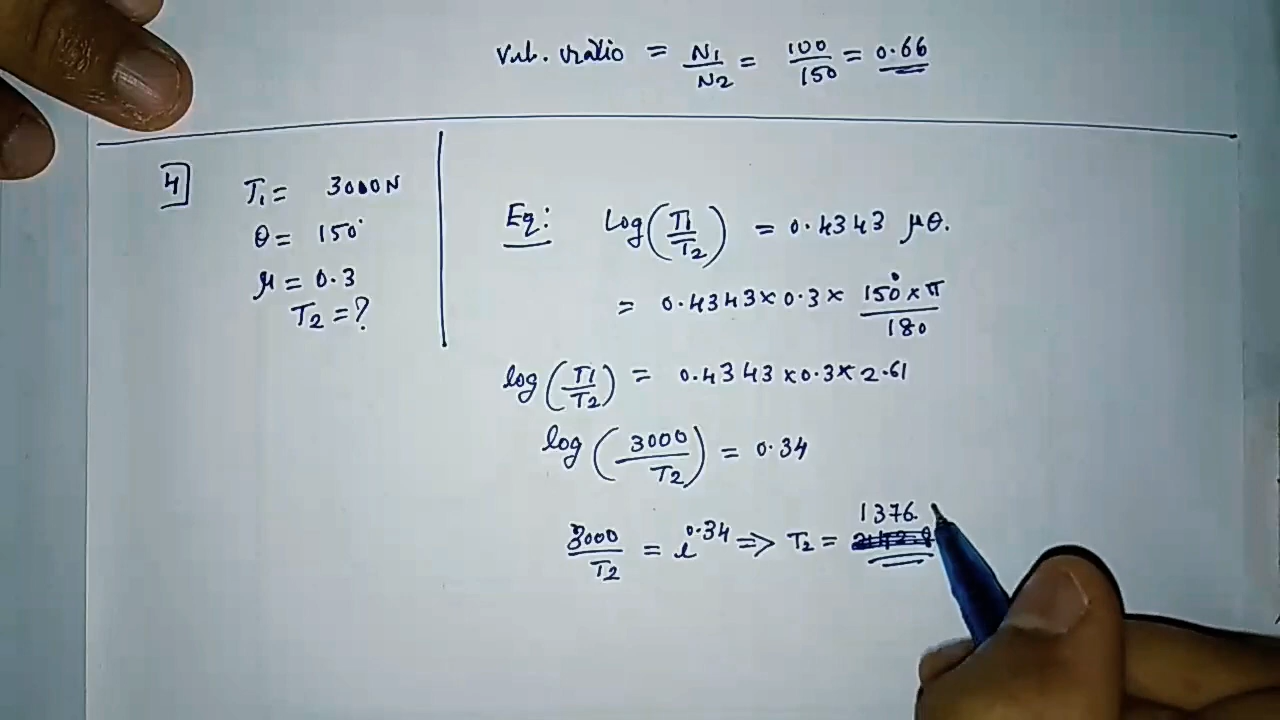 Vel. ratio = N1/N2 = 100/150 = 0.66
4
T1 = 3000N
θ = 150°
μ = 0.3
T2 = ?
Eq: Log(T1/T2) = 0.4343 μθ.
= 0.4343 x 0.3 x 150° x π/180
log(T1/T2) = 0.4343 x 0.3 x 2.61
log(3000/T2) = 0.34
1376.
3000/T2 = e^0.34 => T2 =